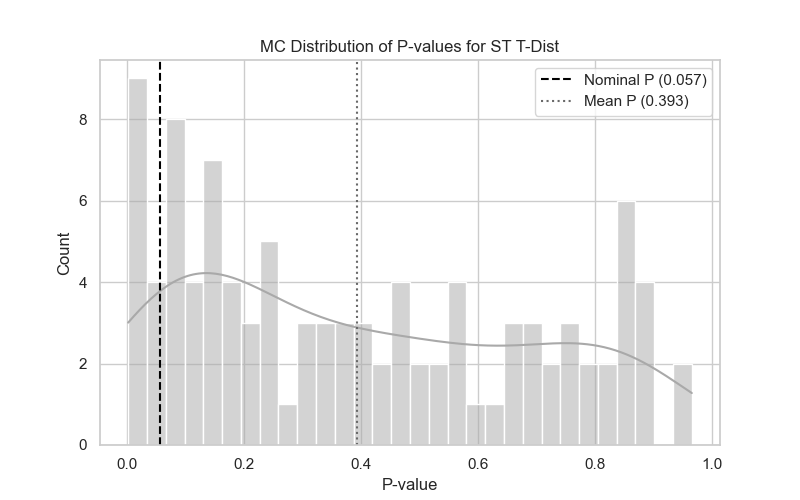 MC Distribution of P-values for ST T-Dist
Nominal P (0.057)
Mean P (0.393)
Count
8
6
4
2
0
0.0 0.2 0.4 0.6 0.8 1.0
P-value